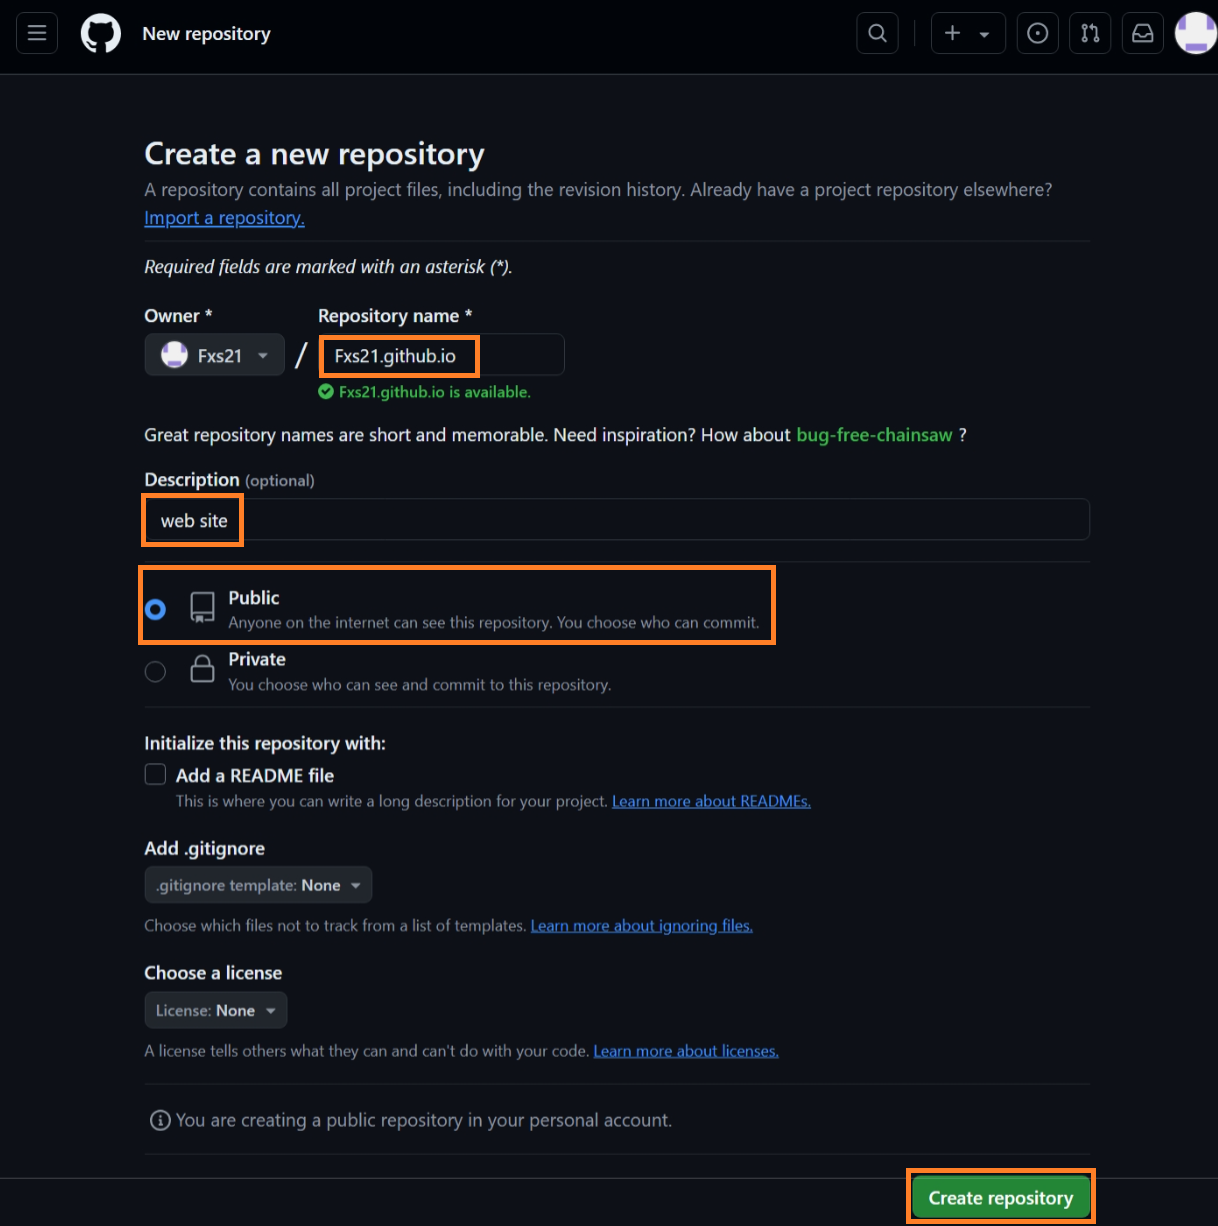 New repository
Create a new repository
A repository contains all project files, including the revision history. Already have a project repository elsewhere?
Import a repository.
Required fields are marked with an asterisk (*).
Owner * Repository name *
Fxs21 / Fxs21.github.io
Fxs21.github.io is available.
Great repository names are short and memorable. Need inspiration? How about bug-free-chainsaw ?
Description (optional)
web site
Public
Anyone on the internet can see this repository. You choose who can commit.
Private
You choose who can see and commit to this repository.
Initialize this repository with:
Add a README file
This is where you can write a long description for your project. Learn more about READMEs.
Add .gitignore
.gitignore template: None
Choose which files not to track from a list of templates. Learn more about ignoring files.
Choose a license
License: None
A license tells others what they can and can't do with your code. Learn more about licenses.
You are creating a public repository in your personal account.
Create repository